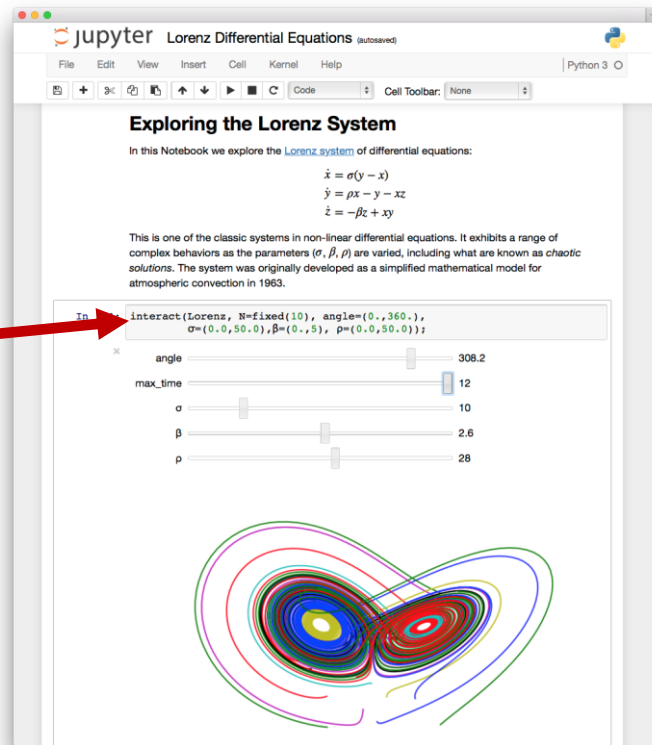 jupyter Lorenz Differential Equations (autosaved)
File Edit View Insert Cell Kernel Help Python 3
Code Cell Toolbar: None
Exploring the Lorenz System
In this Notebook we explore the Lorenz system of differential equations:
ẋ = σ(y − x)
ẏ = ρx − y − xz
ż = −βz + xy
This is one of the classic systems in non-linear differential equations. It exhibits a range of
complex behaviors as the parameters (σ, β, ρ) are varied, including what are known as chaotic
solutions. The system was originally developed as a simplified mathematical model for
atmospheric convection in 1963.
In interact(Lorenz, N=fixed(10), angle=(0.,360.),
σ=(0.0,50.0),β=(0.,5), ρ=(0.0,50.0));
angle 308.2
max_time 12
σ 10
β 2.6
ρ 28